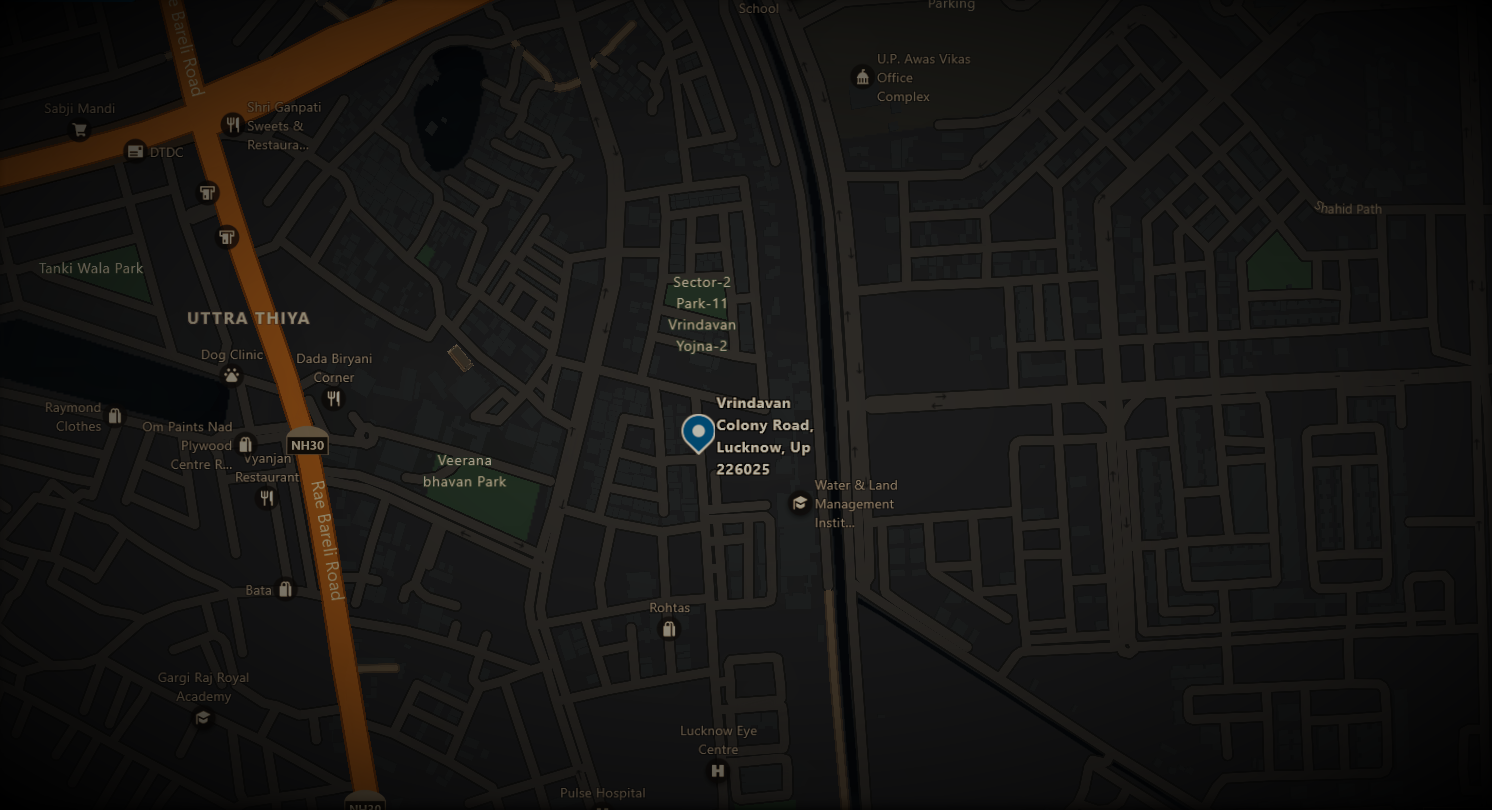 School
Parking
e Bareli Road
U.P. Awas Vikas
Office
Complex
Sabji Mandi
Shri Ganpati
Sweets &
Restaura...
DTDC
Shahid Path
Tanki Wala Park
Sector-2
Park-11
Vrindavan
Yojna-2
UTTRA THIYA
Dog Clinic
Dada Biryani
Corner
Raymond
Clothes
Om Paints Nad
Plywood
Centre R...
Vyanjan
Restaurant
NH30
Vrindavan
Colony Road,
Lucknow, Up
226025
Veerana
bhavan Park
Water & Land
Management
Instit...
Rae Bareli Road
Bata
Rohtas
Gargi Raj Royal
Academy
Lucknow Eye
Centre
H
Pulse Hospital
NH30